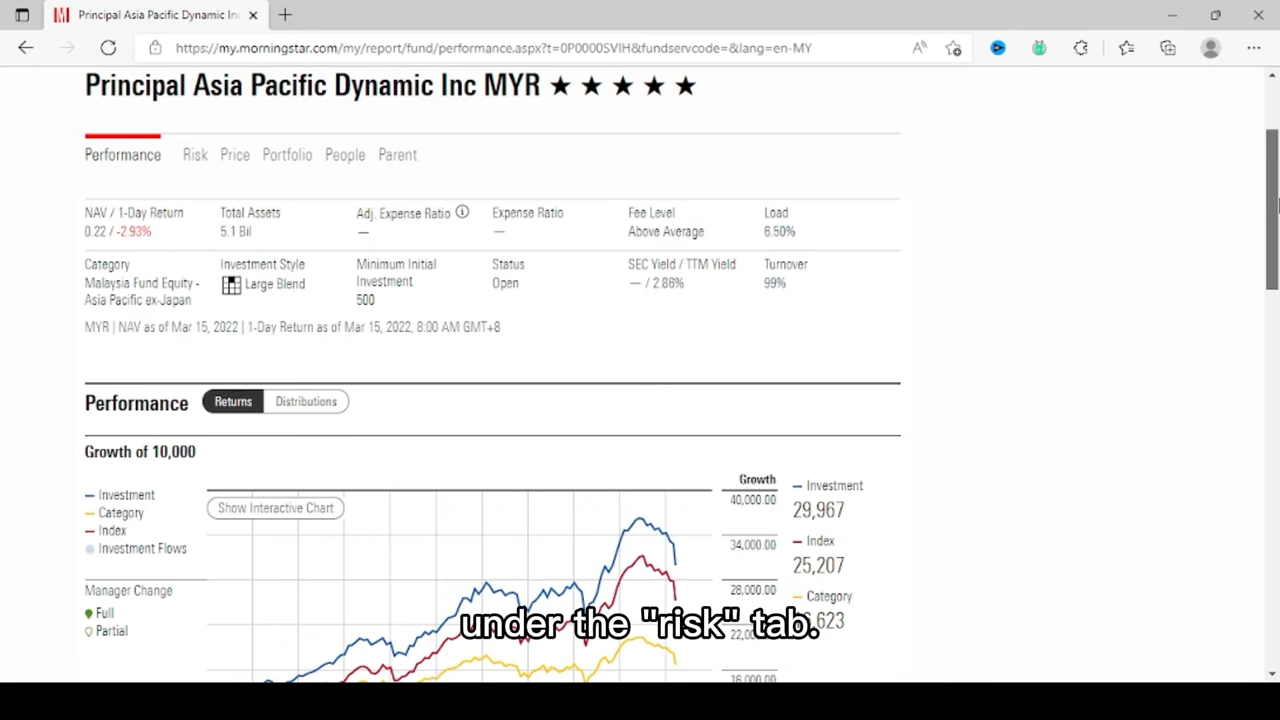 Principal Asia Pacific Dynamic In
https://my.morningstar.com/my/report/fund/performance.aspx?t=0P0000SVIH&fundservcode=&lang=en-MY
Principal Asia Pacific Dynamic Inc MYR ★ ★ ★ ★ ★
Performance Risk Price Portfolio People Parent
NAV / 1-Day Return Total Assets Adj. Expense Ratio Expense Ratio Fee Level Load
0.22 / -2.93% 5.1 Bil — — Above Average 6.50%
Category Investment Style Minimum Initial Investment Status SEC Yield / TTM Yield Turnover
Malaysia Fund Equity - Asia Pacific ex-Japan Large Blend 500 Open — / 2.86% 99%
MYR | NAV as of Mar 15, 2022 | 1-Day Return as of Mar 15, 2022, 8:00 AM GMT+8
Performance Returns Distributions
Growth of 10,000
Growth
Investment
Category
Index
Investment Flows
Manager Change
Full
Partial
Show Interactive Chart
40,000.00
34,000.00
28,000.00
22,0
16,000.00
Investment
29,967
Index
25,207
Category
,623
under the "risk" tab.